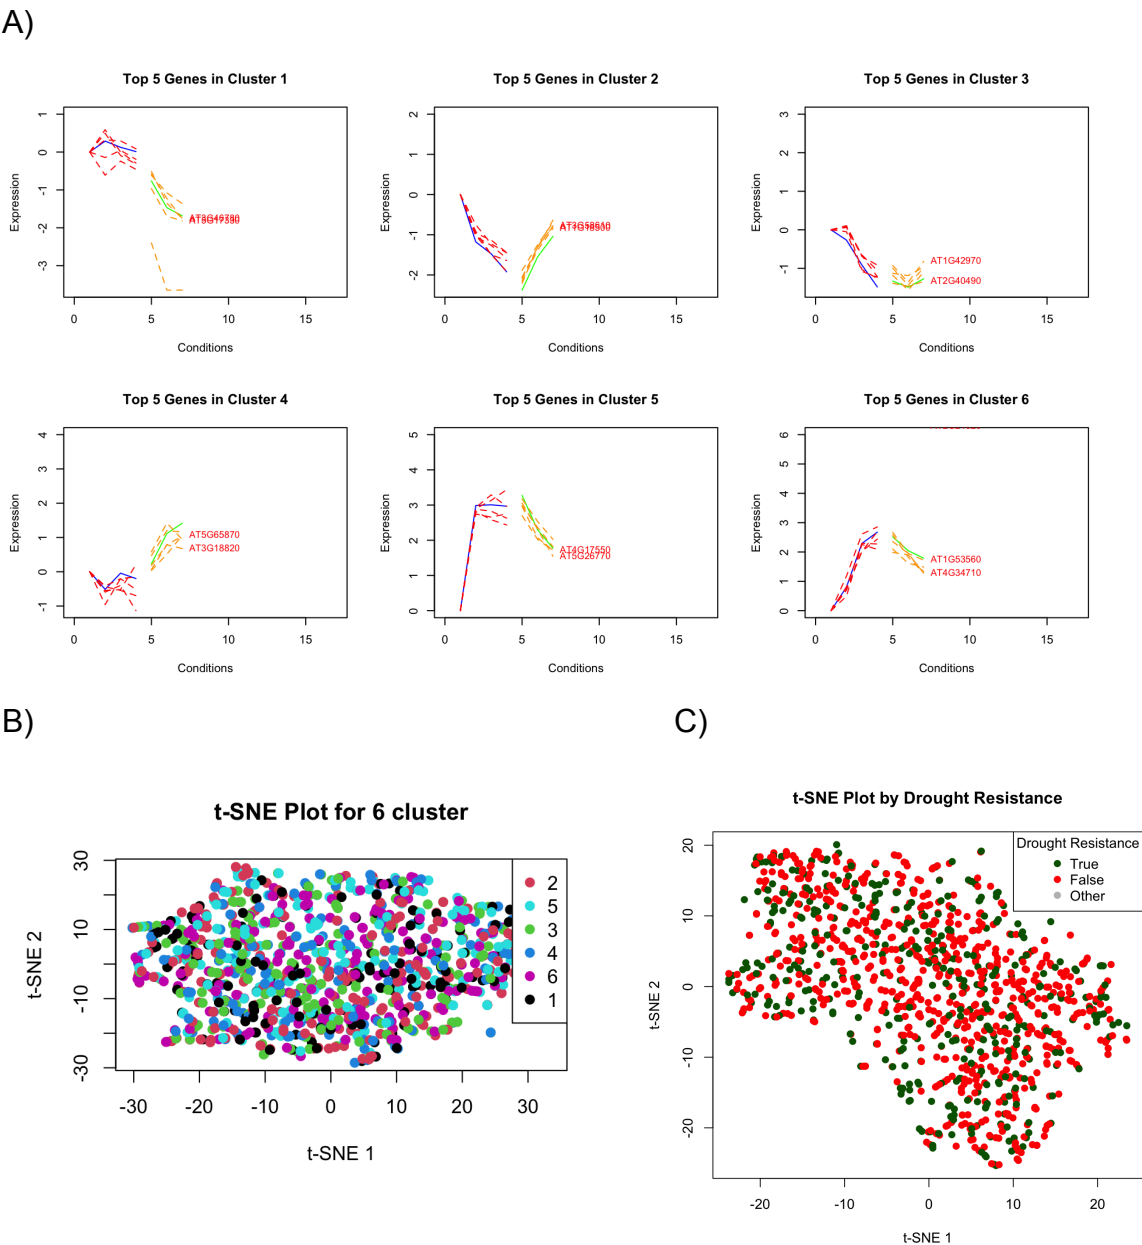 A)
Top 5 Genes in Cluster 1
Top 5 Genes in Cluster 2
Top 5 Genes in Cluster 3
1
0
-1
-2
-3
Expression
0 5 10 15
Conditions
2
1
0
-1
-2
Expression
AT1G18500
0 5 10 15
Conditions
3
2
1
0
-1
Expression
AT1G42970
AT2G40490
0 5 10 15
Conditions
Top 5 Genes in Cluster 4
Top 5 Genes in Cluster 5
Top 5 Genes in Cluster 6
4
3
2
1
0
-1
Expression
AT5G65870
AT3G18820
0 5 10 15
Conditions
5
4
3
2
1
0
Expression
AT4G17550
AT5G26770
0 5 10 15
Conditions
6
5
4
3
2
1
0
Expression
AT1G53560
AT4G34710
0 5 10 15
Conditions
B)
t-SNE Plot for 6 cluster
30
10
-10
-30
t-SNE 2
2
5
3
4
6
1
-30 -20 -10 0 10 20 30
t-SNE 1
C)
t-SNE Plot by Drought Resistance
20
10
0
-10
-20
t-SNE 2
Drought Resistance
True
False
Other
-20 -10 0 10 20
t-SNE 1